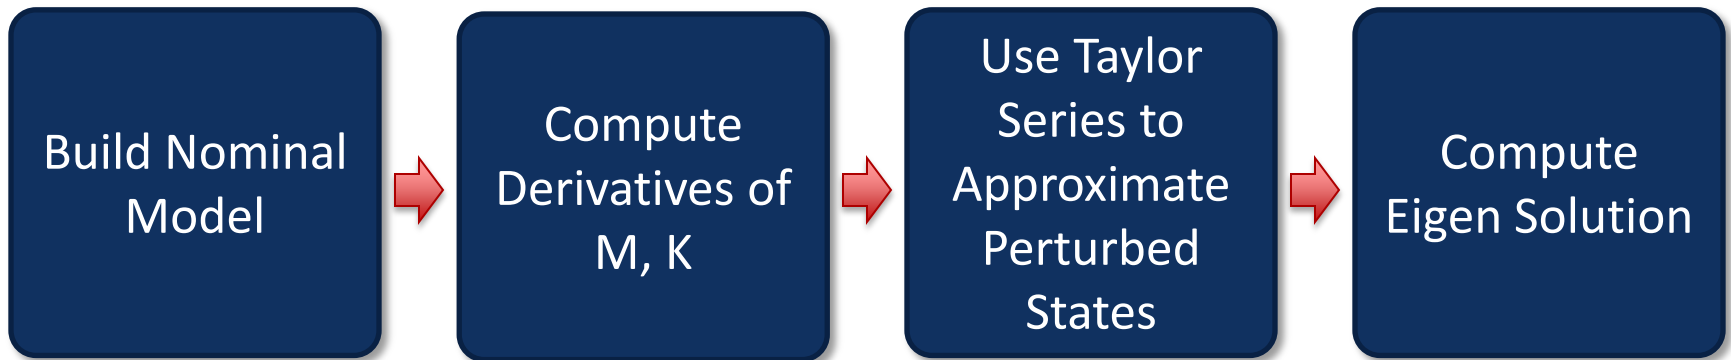 Build Nominal
Model
Compute
Derivatives of
M, K
Use Taylor
Series to
Approximate
Perturbed
States
Compute
Eigen Solution